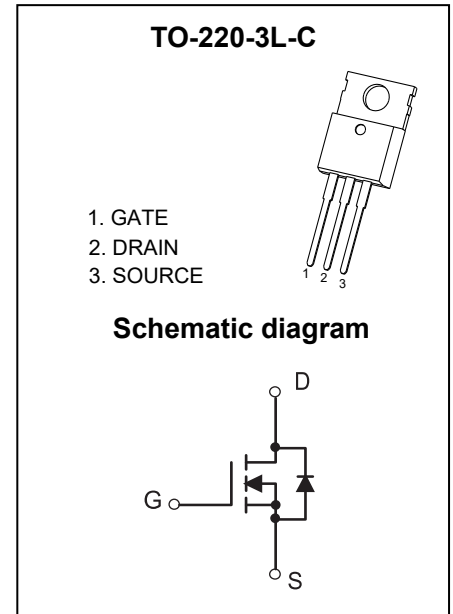 TO-220-3L-C
1. GATE
2. DRAIN
3. SOURCE
1 2 3
Schematic diagram
D
G
S